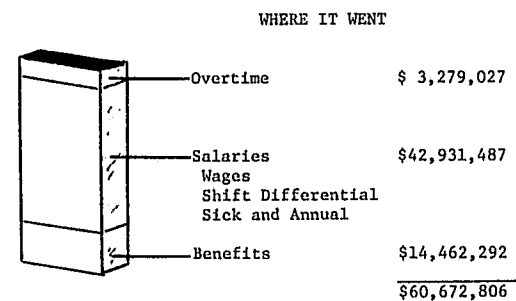 WHERE IT WENT
Overtime $ 3,279,027
Salaries $42,931,487
Wages
Shift Differential
Sick and Annual
Benefits $14,462,292
$60,672,806